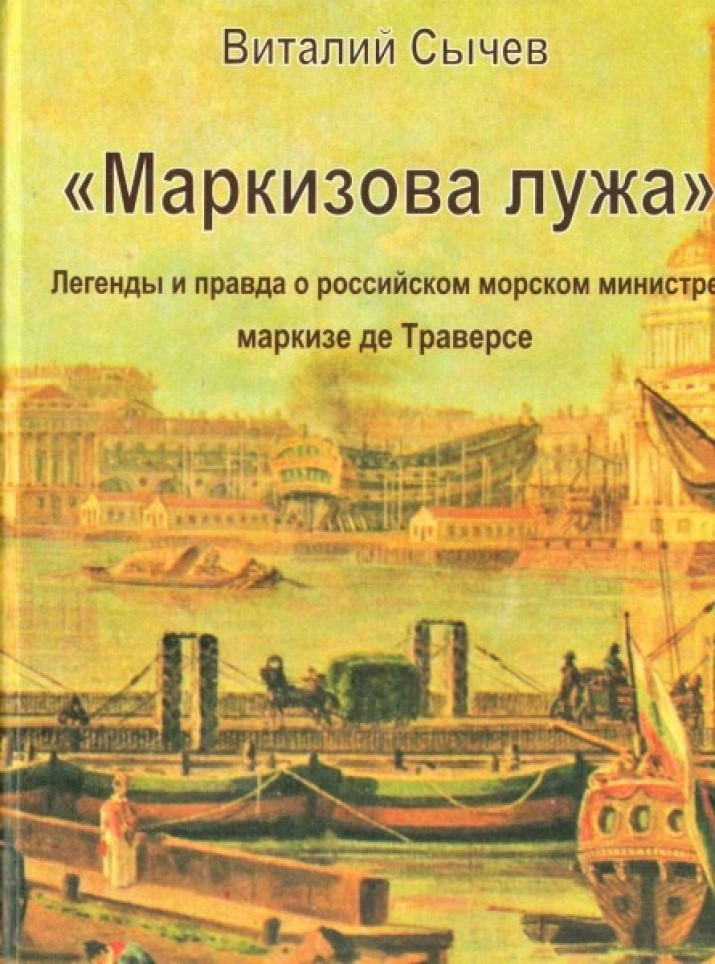 Виталий Сычев
«Маркизова лужа»
Легенды и правда о российском морском министре
маркизе де Траверсе